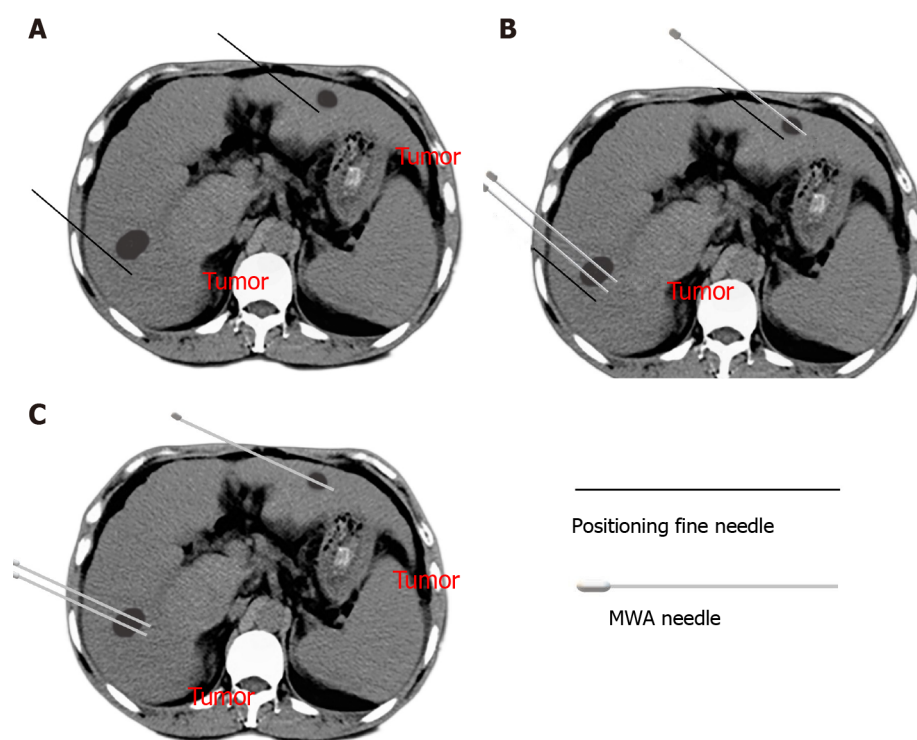 A
B
Tumor
Tumor
Tumor
C
Positioning fine needle
Tumor
MWA needle
Tumor